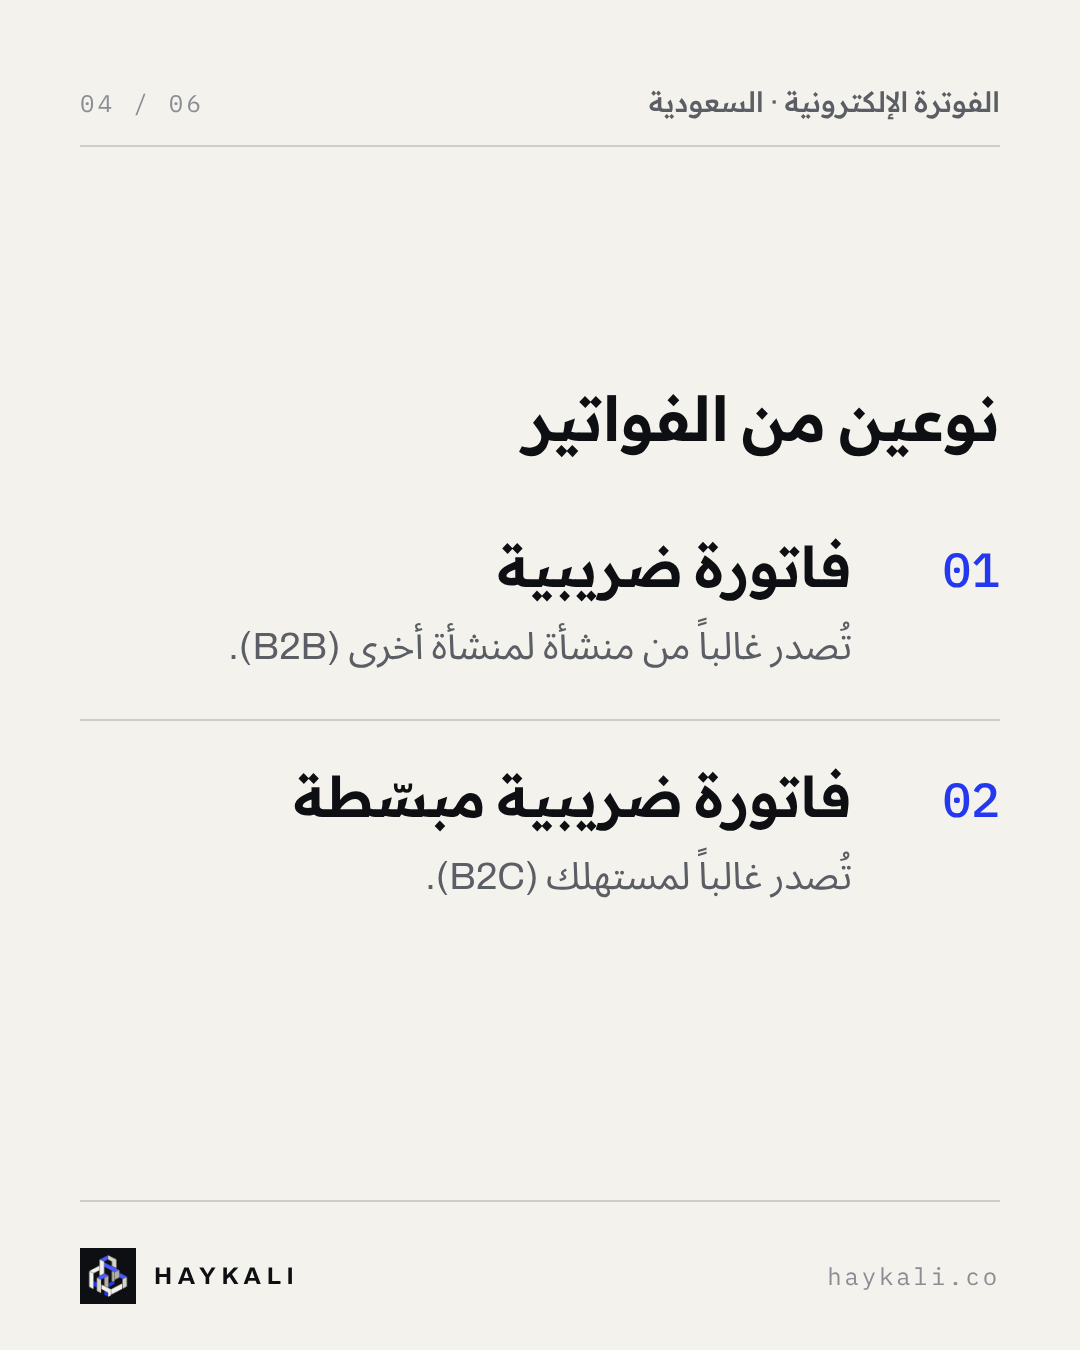 الفوترة الإلكترونية · السعودية
04 / 06
نوعين من الفواتير
01
فاتورة ضريبية
تُصدر غالباً من منشأة لمنشأة أخرى (B2B).
02
فاتورة ضريبية مبسّطة
تُصدر غالباً لمستهلك (B2C).
HAYKALI
haykali.co